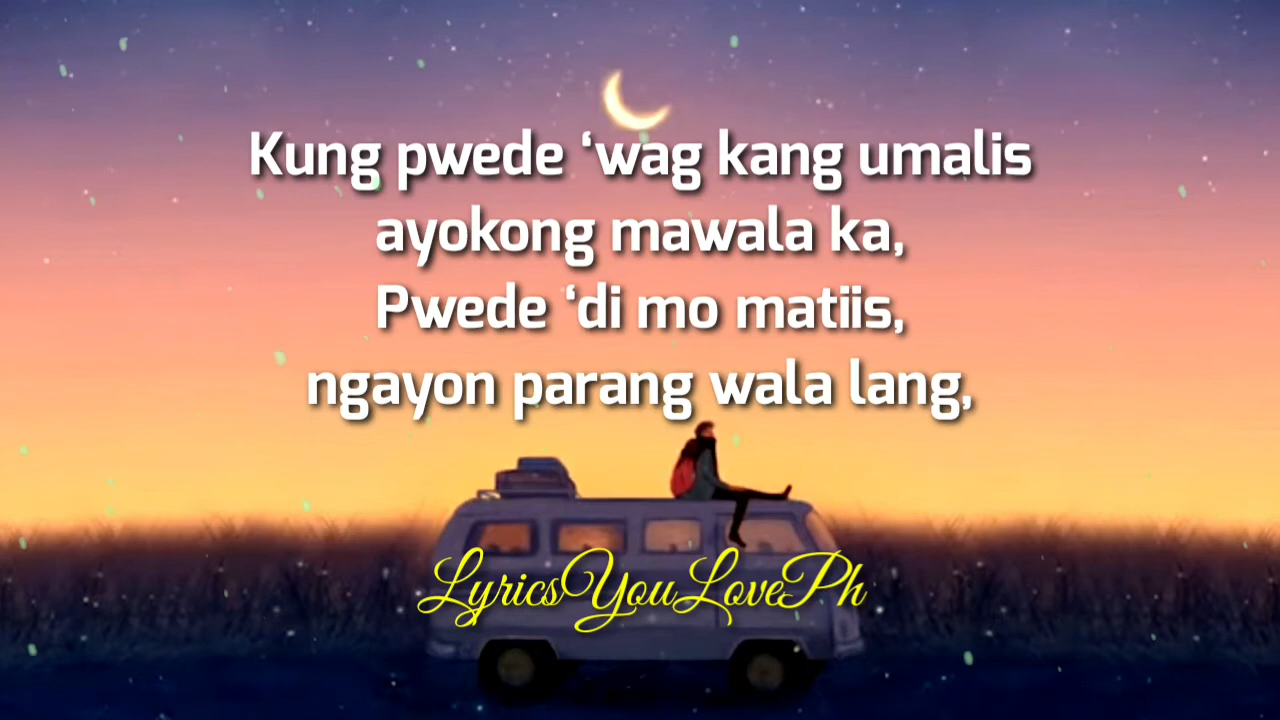 Kung pwede ‘wag kang umalis
ayokong mawala ka,
Pwede ‘di mo matiis,
ngayon parang wala lang,
LyricsYouLovePh